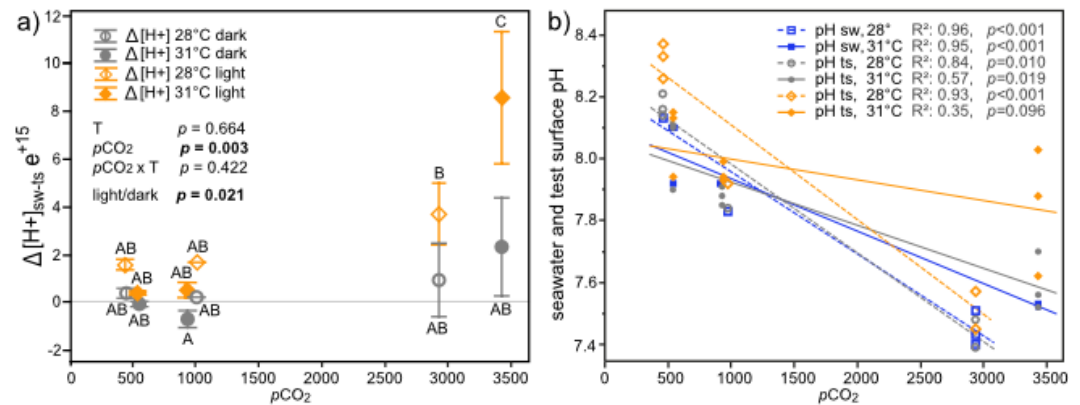 a)
12
10
8
6
4
2
0
-2
Δ[H+]sw-ts e+15
Δ[H+] 28°C dark
Δ[H+] 31°C dark
Δ[H+] 28°C light
Δ[H+] 31°C light
T p = 0.664
pCO₂ p = 0.003
pCO₂ x T p = 0.422
light/dark p = 0.021
C
B
AB
AB
AB
AB
AB
AB
AB
A
AB
AB
0 500 1000 1500 2000 2500 3000 3500
pCO₂
b)
8.4
8.2
8.0
7.8
7.6
7.4
seawater and test surface pH
pH sw, 28° R²: 0.96, p<0.001
pH sw, 31°C R²: 0.95, p<0.001
pH ts, 28°C R²: 0.84, p=0.010
pH ts, 31°C R²: 0.57, p=0.019
pH ts, 28°C R²: 0.93, p<0.001
pH ts, 31°C R²: 0.35, p=0.096
0 500 1000 1500 2000 2500 3000 3500
pCO₂